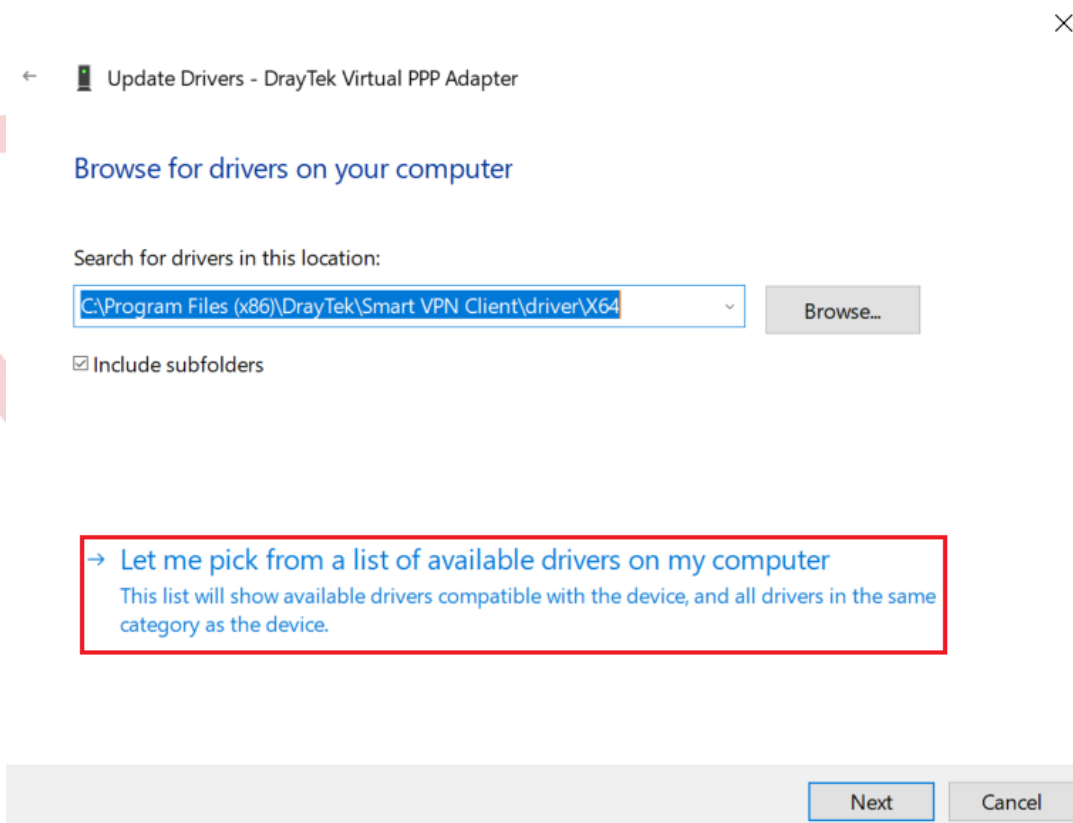 Update Drivers - DrayTek Virtual PPP Adapter
Browse for drivers on your computer
Search for drivers in this location:
C:\Program Files (x86)\DrayTek\Smart VPN Client\driver\X64
Browse...
Include subfolders
Let me pick from a list of available drivers on my computer
This list will show available drivers compatible with the device, and all drivers in the same
category as the device.
Next
Cancel